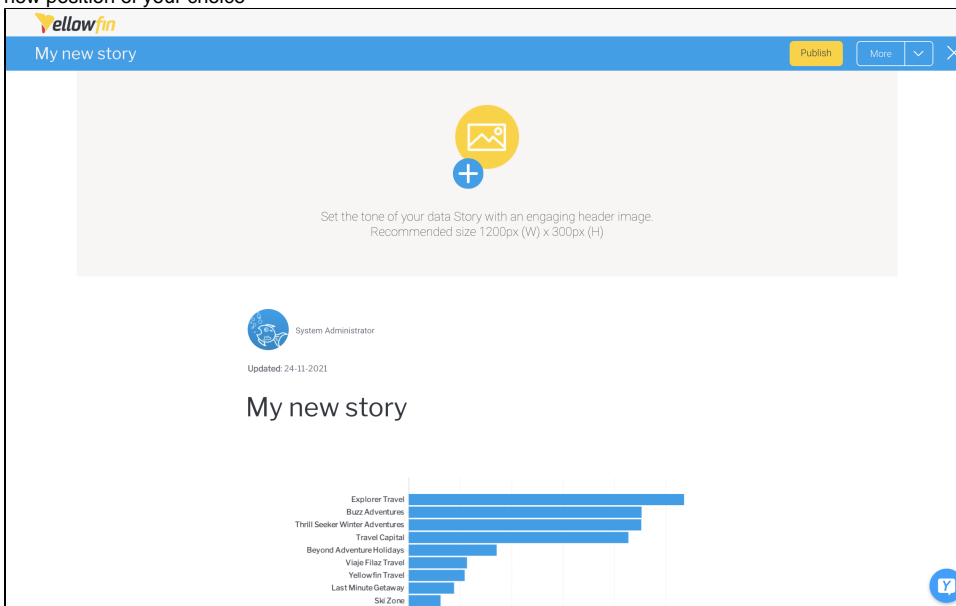 new position of your choice
Yellowfin
My new story
Publish
More
Set the tone of your data Story with an engaging header image.
Recommended size 1200px (W) x 300px (H)
System Administrator
Updated: 24-11-2021
My new story
Explorer Travel
Buzz Adventures
Thrill Seeker Winter Adventures
Travel Capital
Beyond Adventure Holidays
Viaje Filaz Travel
Yellowfin Travel
Last Minute Getaway
Ski Zone